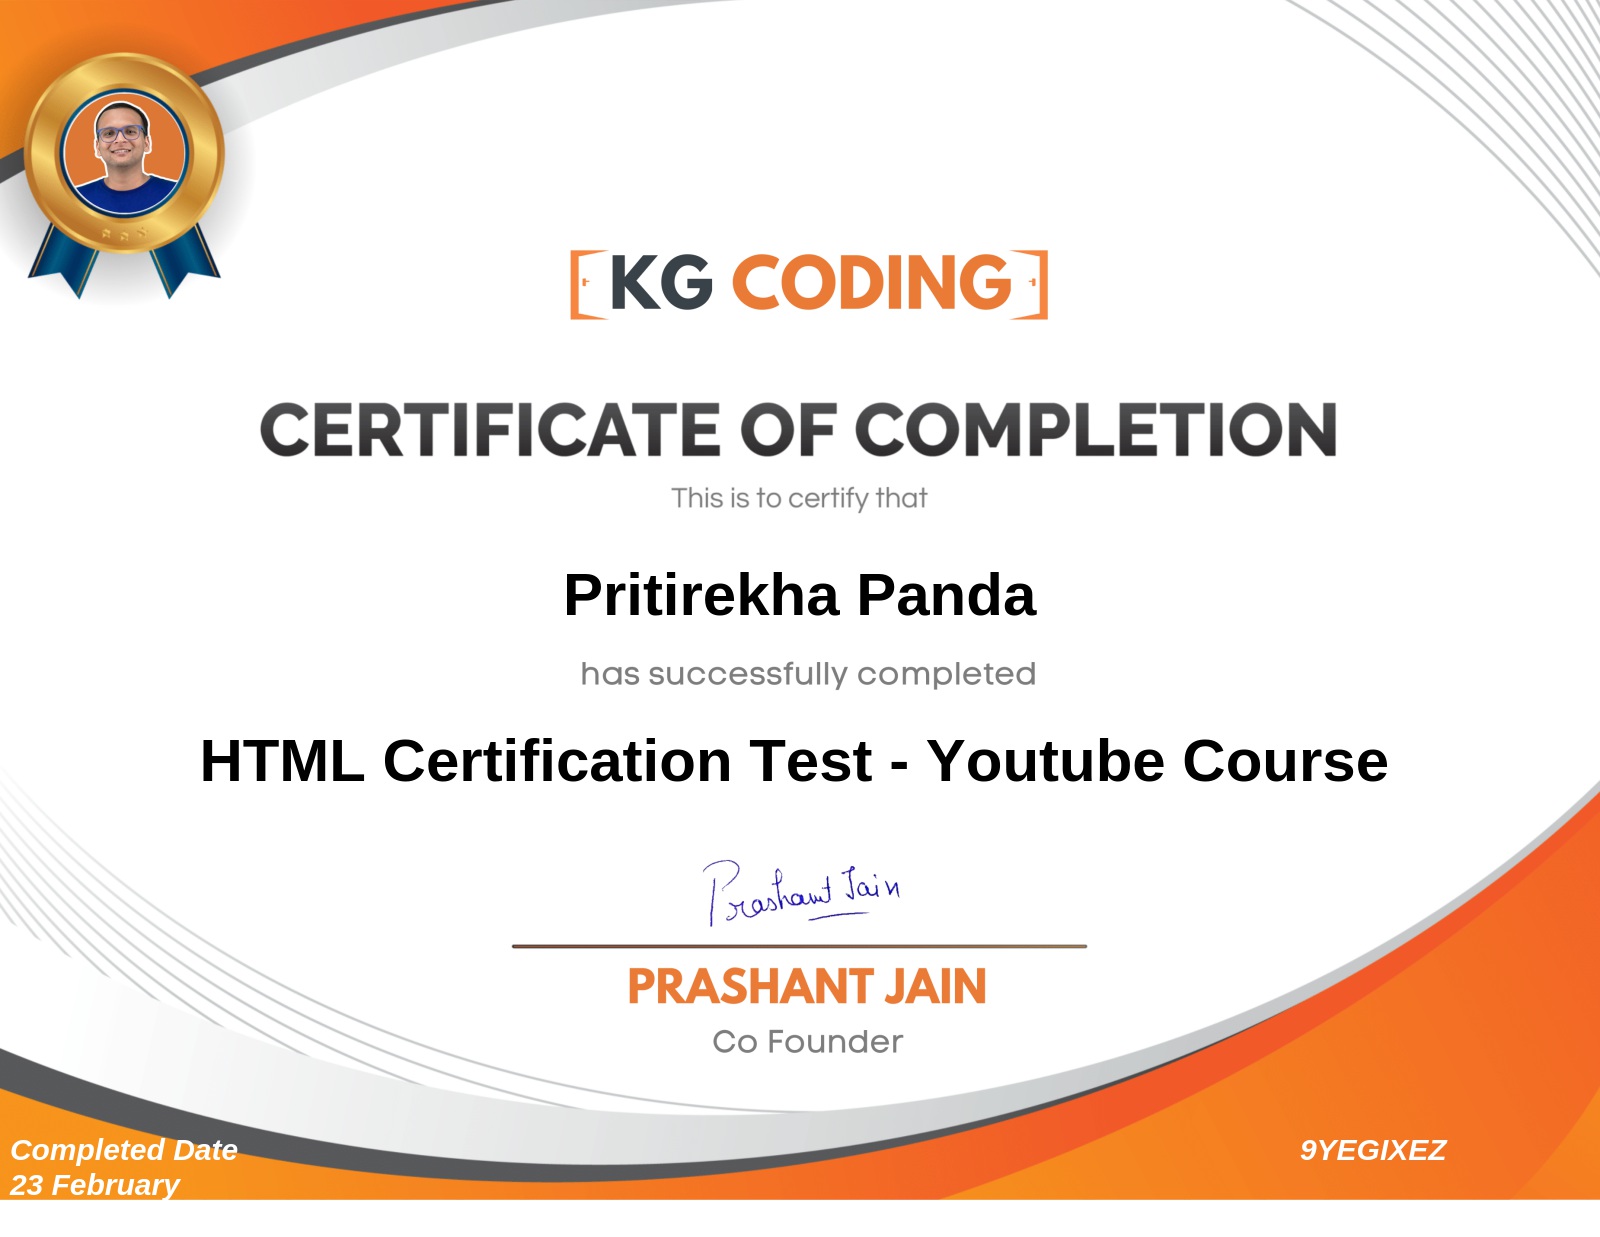 KG CODING
CERTIFICATE OF COMPLETION
This is to certify that
Pritirekha Panda
has successfully completed
HTML Certification Test - Youtube Course
Prashant Jain
PRASHANT JAIN
Co Founder
Completed Date
23 February
9YEGIXEZ